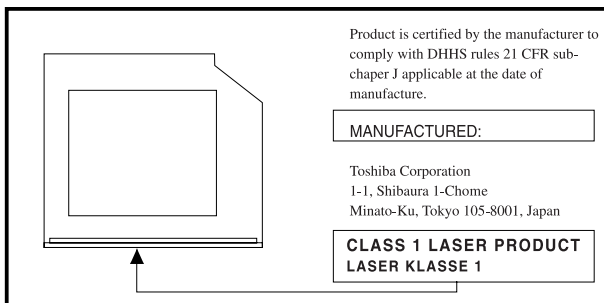 Product is certified by the manufacturer to
comply with DHHS rules 21 CFR sub-
chaper J applicable at the date of
manufacture.
MANUFACTURED:
Toshiba Corporation
1-1, Shibaura 1-Chome
Minato-Ku, Tokyo 105-8001, Japan
CLASS 1 LASER PRODUCT
LASER KLASSE 1